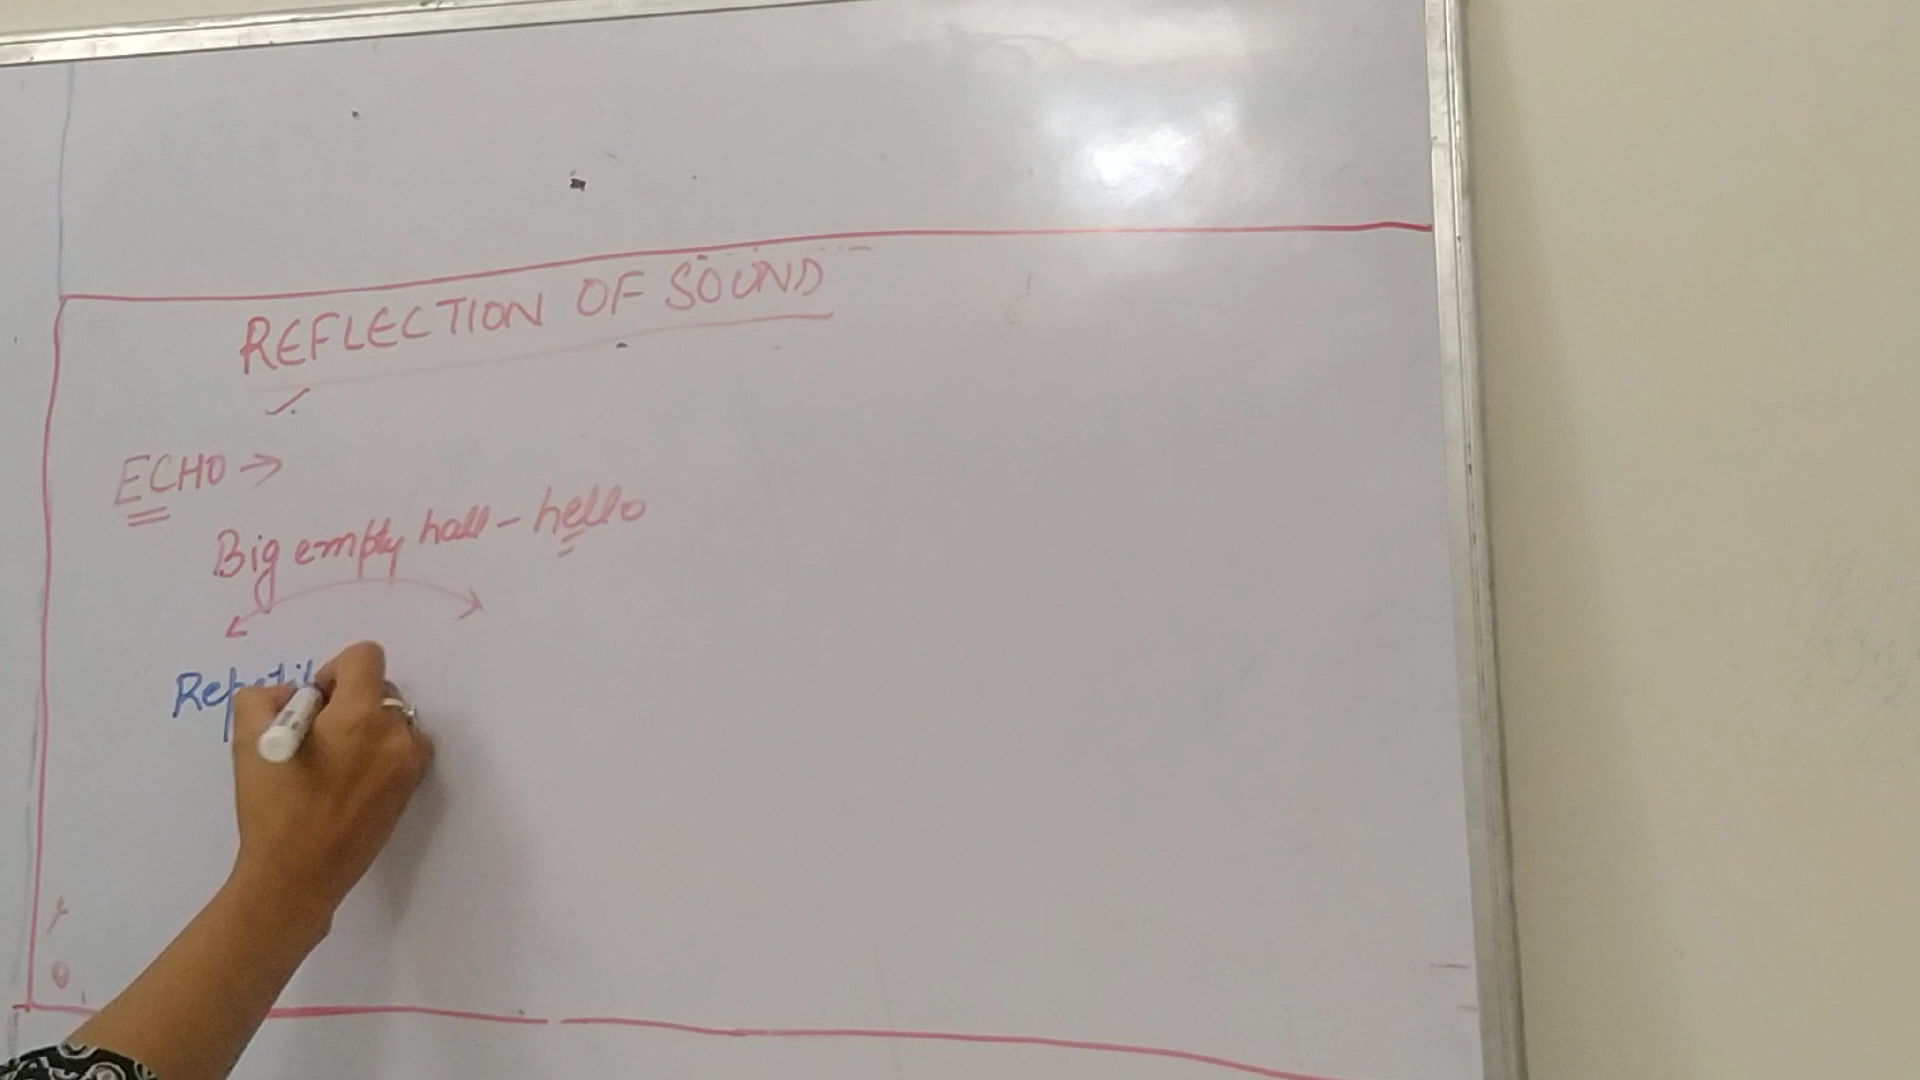 REFLECTION OF SOUND
ECHO →
Big empty hall - hello